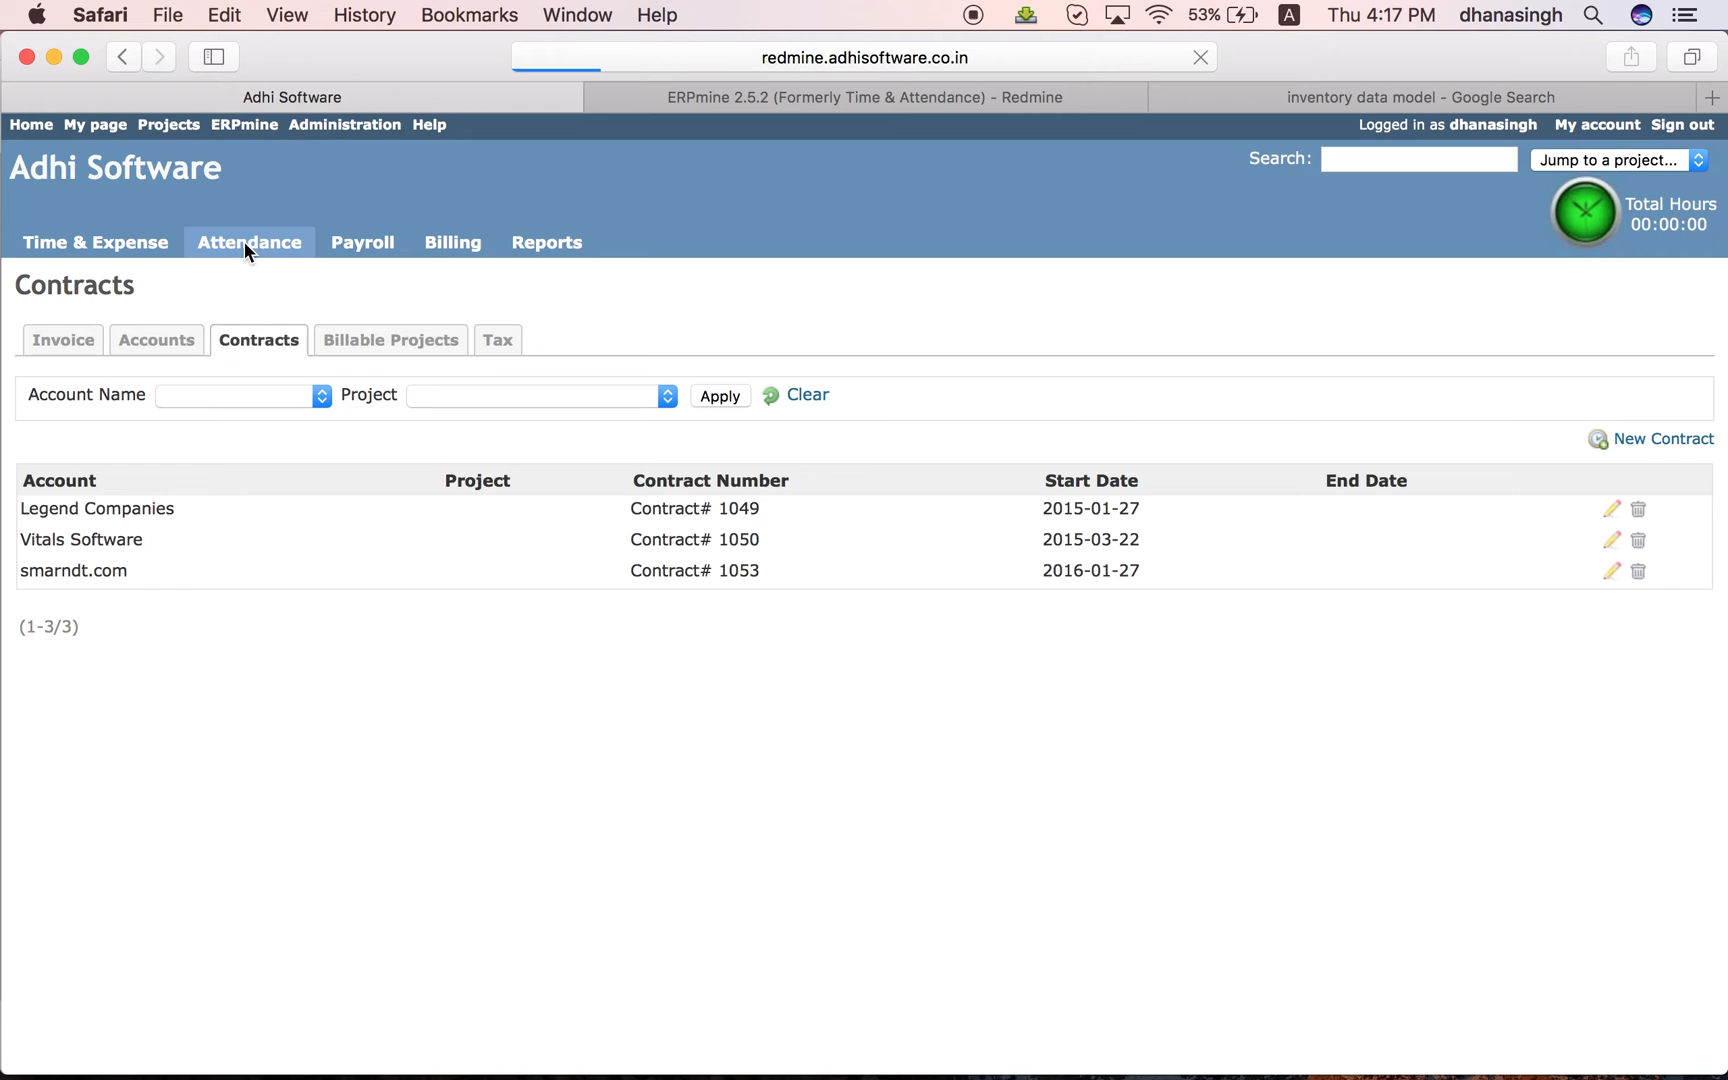 Safari File Edit View History Bookmarks Window Help 53% A Thu 4:17 PM dhanasingh
redmine.adhisoftware.co.in
Adhi Software ERPmine 2.5.2 (Formerly Time & Attendance) - Redmine inventory data model - Google Search
Home My page Projects ERPmine Administration Help Logged in as dhanasingh My account Sign out
Adhi Software Search: Jump to a project...
Total Hours
00:00:00
Time & Expense Attendance Payroll Billing Reports
Contracts
Invoice Accounts Contracts Billable Projects Tax
Account Name Project Apply Clear
New Contract
Account Project Contract Number Start Date End Date
Legend Companies Contract# 1049 2015-01-27
Vitals Software Contract# 1050 2015-03-22
smarndt.com Contract# 1053 2016-01-27
(1-3/3)